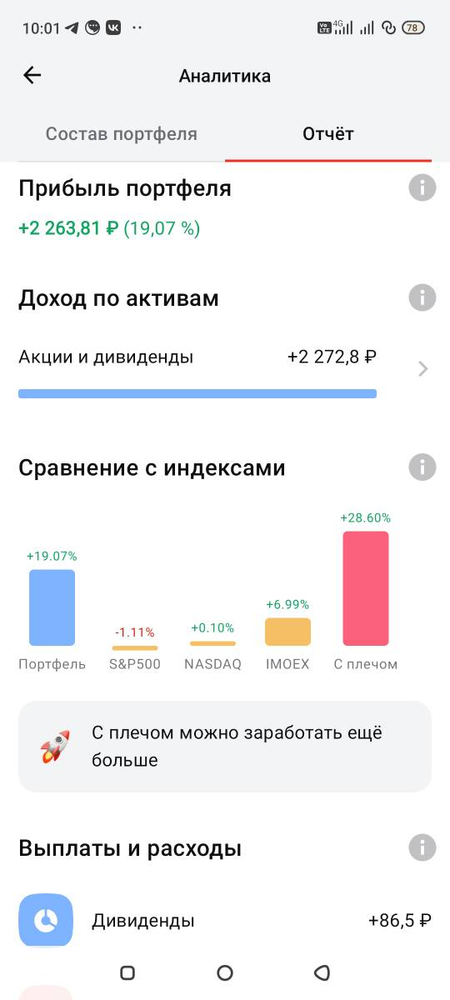 10:01
VoLTE 4G 78
Аналитика
Состав портфеля Отчёт
Прибыль портфеля
+2 263,81 ₽ (19,07 %)
Доход по активам
Акции и дивиденды +2 272,8 ₽
Сравнение с индексами
+28.60%
+19.07%
+6.99%
-1.11% +0.10%
Портфель S&P500 NASDAQ IMOEX С плечом
С плечом можно заработать ещё
больше
Выплаты и расходы
Дивиденды +86,5 ₽